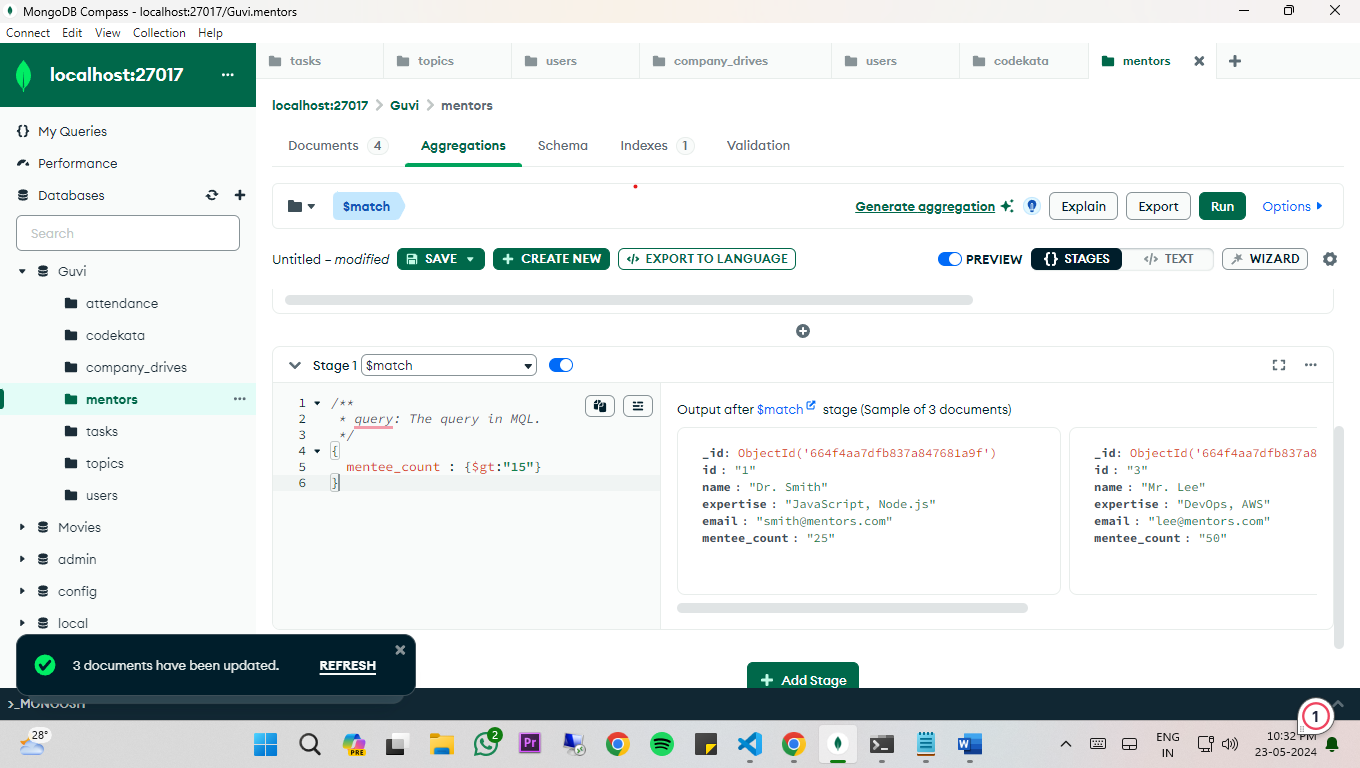 MongoDB Compass - localhost:27017/Guvi.mentors
Connect Edit View Collection Help
localhost:27017 ...
tasks topics users company_drives users codekata mentors
localhost:27017 > Guvi > mentors
{} My Queries
Performance
Databases
Search
Guvi
attendance
codekata
company_drives
mentors ...
tasks
topics
users
Movies
admin
config
local
Documents 4 Aggregations Schema Indexes 1 Validation
$match Generate aggregation Explain Export Run Options
Untitled – modified SAVE + CREATE NEW </> EXPORT TO LANGUAGE PREVIEW {} STAGES </> TEXT WIZARD
Stage 1 $match
1 /**
2 * query: The query in MQL.
3 */
4 {
5 mentee_count : {$gt:"15"}
6 }
Output after $match stage (Sample of 3 documents)
_id: ObjectId('664f4aa7dfb837a847681a9f')
id : "1"
name : "Dr. Smith"
expertise : "JavaScript, Node.js"
email : "smith@mentors.com"
mentee_count : "25"
_id: ObjectId('664f4aa7dfb837a8
id : "3"
name : "Mr. Lee"
expertise : "DevOps, AWS"
email : "lee@mentors.com"
mentee_count : "50"
+ Add Stage
3 documents have been updated. REFRESH
>_MONGOSH
1
28°
PRE
2
Pr
W
ENG
IN
10:32 PM
23-05-2024